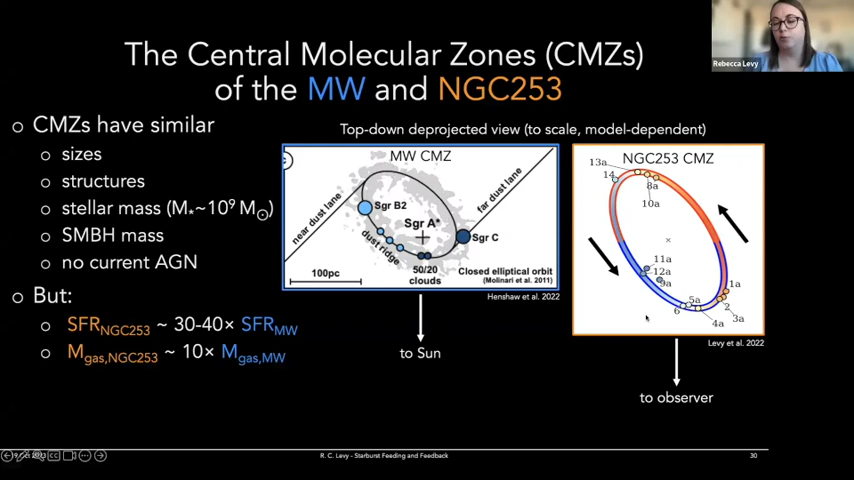 Rebecca Levy
The Central Molecular Zones (CMZs)
of the MW and NGC253
CMZs have similar
sizes
structures
stellar mass (M*~10⁹ M☉)
SMBH mass
no current AGN
But:
SFR_NGC253 ~ 30-40× SFR_MW
M_gas,NGC253 ~ 10× M_gas,MW
Top-down deprojected view (to scale, model-dependent)
MW CMZ
near dust lane
far dust lane
Sgr B2
Sgr A*
Sgr C
dust ridge
100pc
50/20
clouds
Closed elliptical orbit
(Molinari et al. 2011)
Henshaw et al. 2022
to Sun
NGC253 CMZ
13a
14
8a
10a
11a
12a
9a
1a
2
3a
4a
5a
6
Levy et al. 2022
to observer
R. C. Levy - Starburst Feeding and Feedback
30